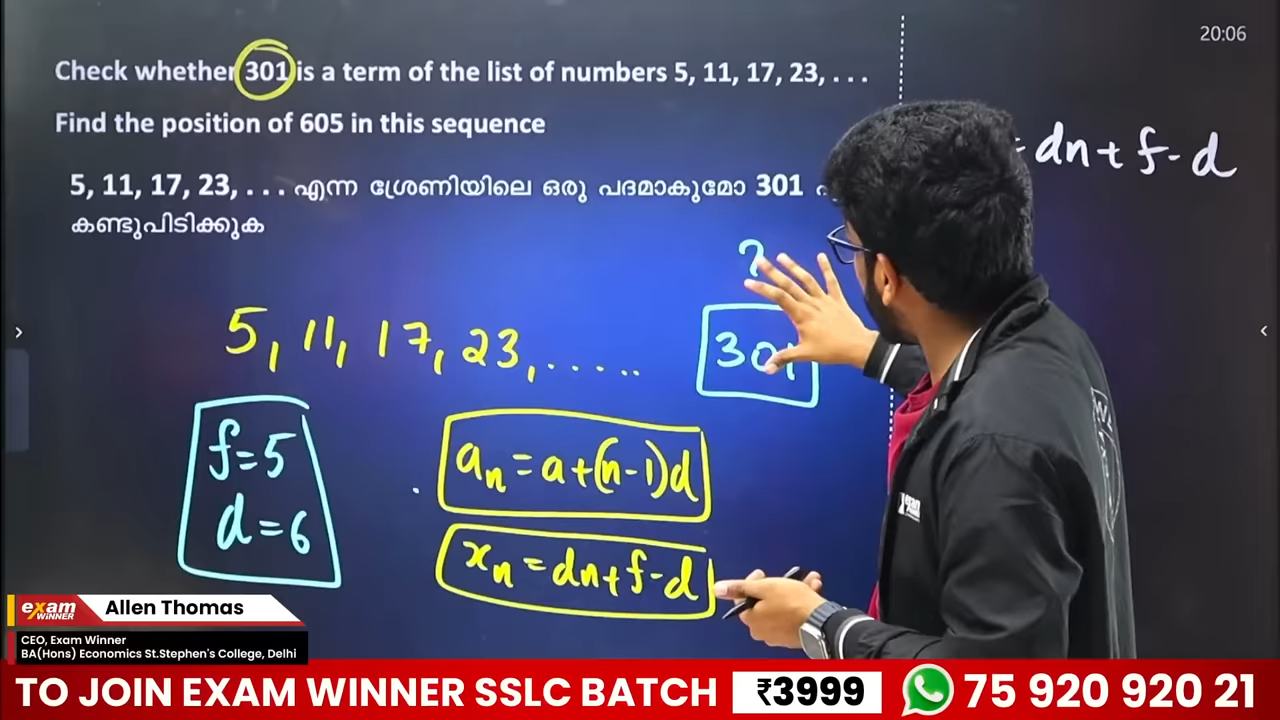 20:06
Check whether 301 is a term of the list of numbers 5, 11, 17, 23, . . .
Find the position of 605 in this sequence
= dn + f - d
5, 11, 17, 23, . . . എന്ന ശ്രേണിയിലെ ഒരു പദമാകുമോ 301
കണ്ടുപിടിക്കുക
?
5, 11, 17, 23, . . . . . .
301
f = 5
d = 6
aₙ = a + (n-1)d
xₙ = dn + f - d
exam
WINNER
Allen Thomas
CEO, Exam Winner
BA(Hons) Economics St.Stephen's College, Delhi
TO JOIN EXAM WINNER SSLC BATCH ₹3999 75 920 920 21